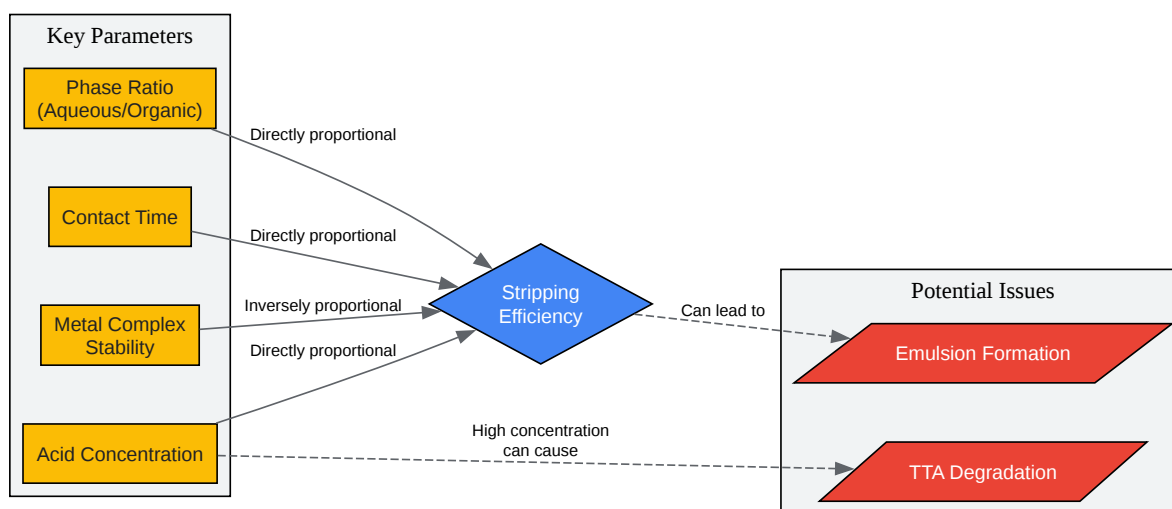 Key Parameters
Phase Ratio
(Aqueous/Organic)
Directly proportional
Contact Time
Directly proportional
Metal Complex
Stability
Inversely proportional
Directly proportional
Acid Concentration
Stripping
Efficiency
Can lead to
High concentration
can cause
Potential Issues
Emulsion Formation
TTA Degradation